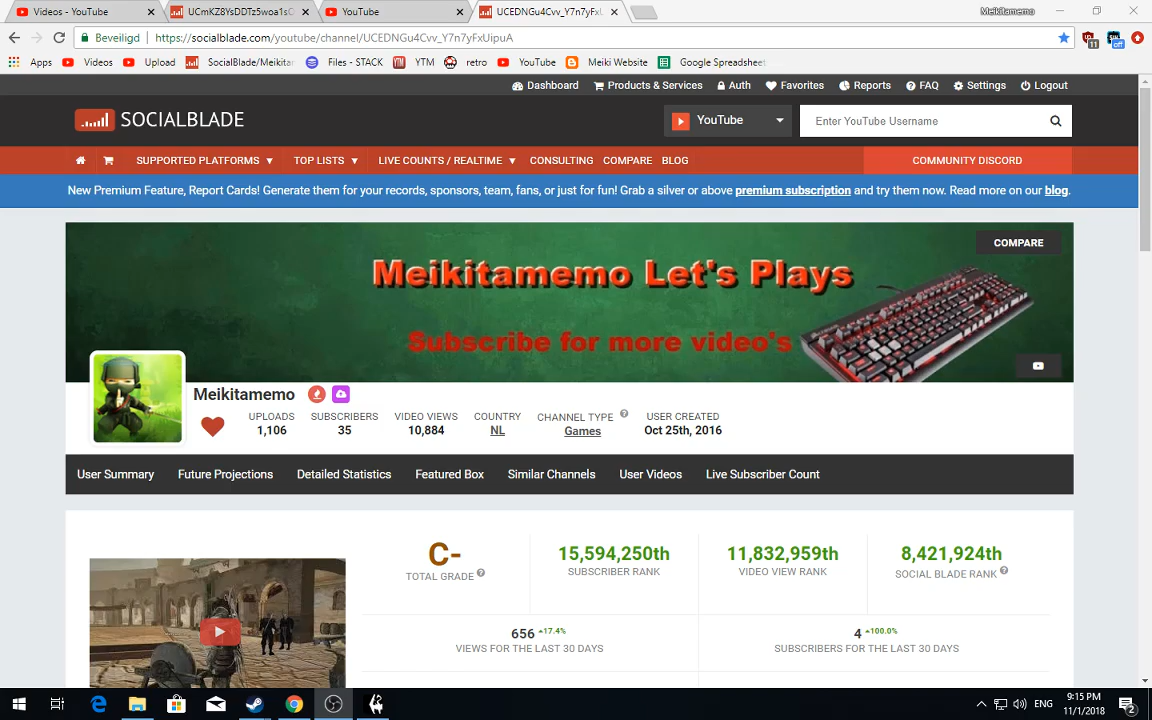 Videos - YouTube
UCmKZ8YsDDTz5woa1sC
YouTube
UCEDNGu4Cvv_Y7n7yFxU
Meikitamemo
Beveiligd
https://socialblade.com/youtube/channel/UCEDNGu4Cvv_Y7n7yFxUipuA
11
off
Apps
Videos
Upload
SocialBlade/Meikita
Files - STACK
YTM
retro
YouTube
Meiki Website
Google Spreadsheet
Dashboard
Products & Services
Auth
Favorites
Reports
FAQ
Settings
Logout
SOCIALBLADE
YouTube
Enter YouTube Username
SUPPORTED PLATFORMS
TOP LISTS
LIVE COUNTS / REALTIME
CONSULTING
COMPARE
BLOG
COMMUNITY DISCORD
New Premium Feature, Report Cards! Generate them for your records, sponsors, team, fans, or just for fun! Grab a silver or above premium subscription and try them now. Read more on our blog.
COMPARE
Meikitamemo Let's Plays
Subscribe for more video's
Meikitamemo
UPLOADS
1,106
SUBSCRIBERS
35
VIDEO VIEWS
10,884
COUNTRY
NL
CHANNEL TYPE
Games
USER CREATED
Oct 25th, 2016
User Summary
Future Projections
Detailed Statistics
Featured Box
Similar Channels
User Videos
Live Subscriber Count
C-
TOTAL GRADE
15,594,250th
SUBSCRIBER RANK
11,832,959th
VIDEO VIEW RANK
8,421,924th
SOCIAL BLADE RANK
656 17.4%
VIEWS FOR THE LAST 30 DAYS
4 100.0%
SUBSCRIBERS FOR THE LAST 30 DAYS
ENG
9:15 PM
11/1/2018
2